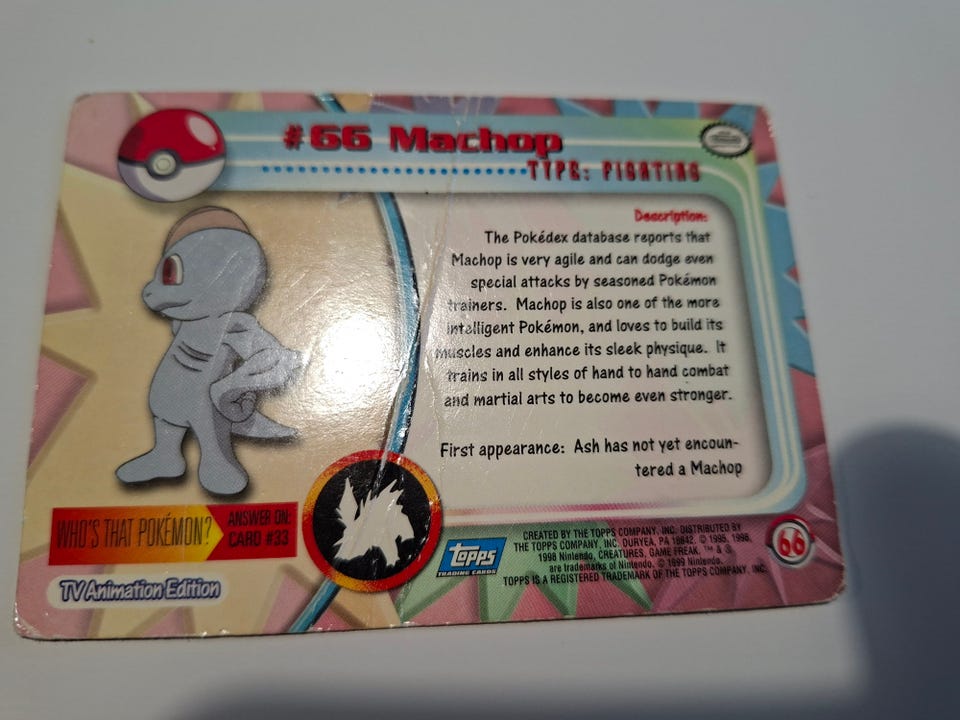 #66 Machop
TYPE: FIGHTING
Description:
The Pokédex database reports that
Machop is very agile and can dodge even
special attacks by seasoned Pokémon
trainers. Machop is also one of the more
intelligent Pokémon, and loves to build its
muscles and enhance its sleek physique. It
trains in all styles of hand to hand combat
and martial arts to become even stronger.
First appearance: Ash has not yet encoun-
tered a Machop
WHO'S THAT POKÉMON?
ANSWER ON:
CARD #33
TV Animation Edition
topps
TRADING CARDS
CREATED BY THE TOPPS COMPANY, INC. DISTRIBUTED BY
THE TOPPS COMPANY, INC. DURYEA, PA 18642. © 1995, 1996,
1998 Nintendo, CREATURES, GAME FREAK. ™ & ®
are trademarks of Nintendo. © 1999 Nintendo.
TOPPS IS A REGISTERED TRADEMARK OF THE TOPPS COMPANY, INC.
66